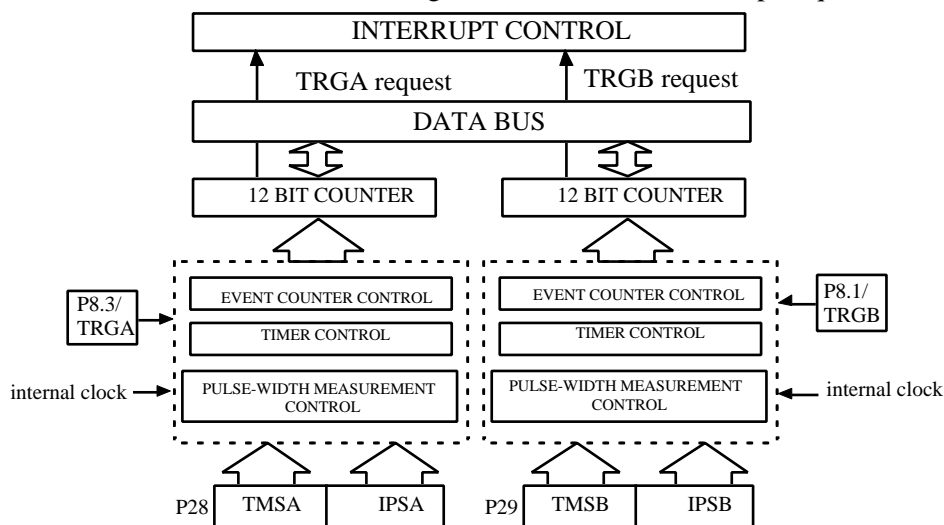 INTERRUPT CONTROL
TRGA request
TRGB request
DATA BUS
12 BIT COUNTER
12 BIT COUNTER
EVENT COUNTER CONTROL
EVENT COUNTER CONTROL
P8.3/
TRGA
P8.1/
TRGB
TIMER CONTROL
TIMER CONTROL
internal clock
PULSE-WIDTH MEASUREMENT
CONTROL
PULSE-WIDTH MEASUREMENT
CONTROL
internal clock
P28
TMSA
IPSA
P29
TMSB
IPSB